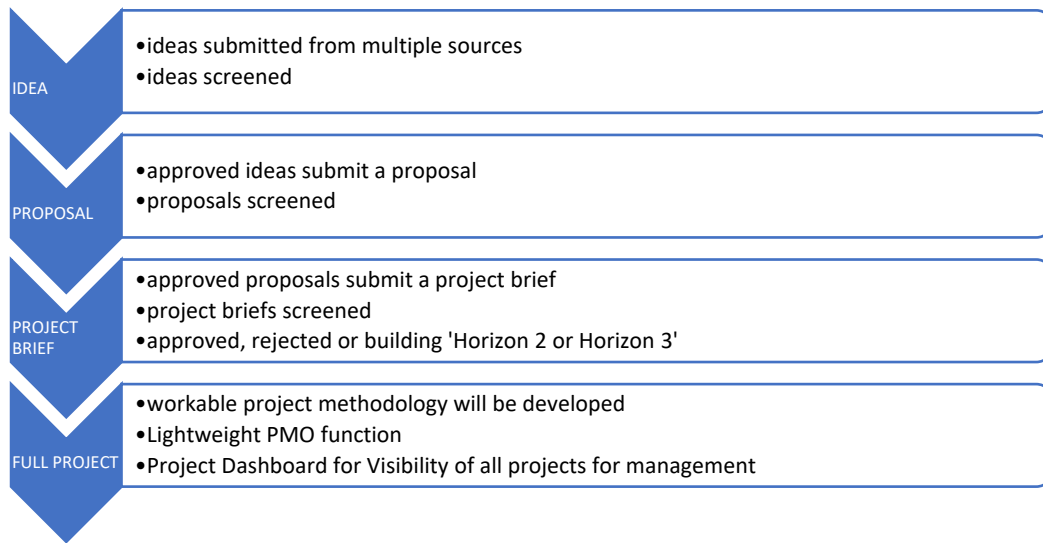 IDEA
•ideas submitted from multiple sources
•ideas screened
PROPOSAL
•approved ideas submit a proposal
•proposals screened
PROJECT
BRIEF
•approved proposals submit a project brief
•project briefs screened
•approved, rejected or building 'Horizon 2 or Horizon 3'
FULL PROJECT
•workable project methodology will be developed
•Lightweight PMO function
•Project Dashboard for Visibility of all projects for management